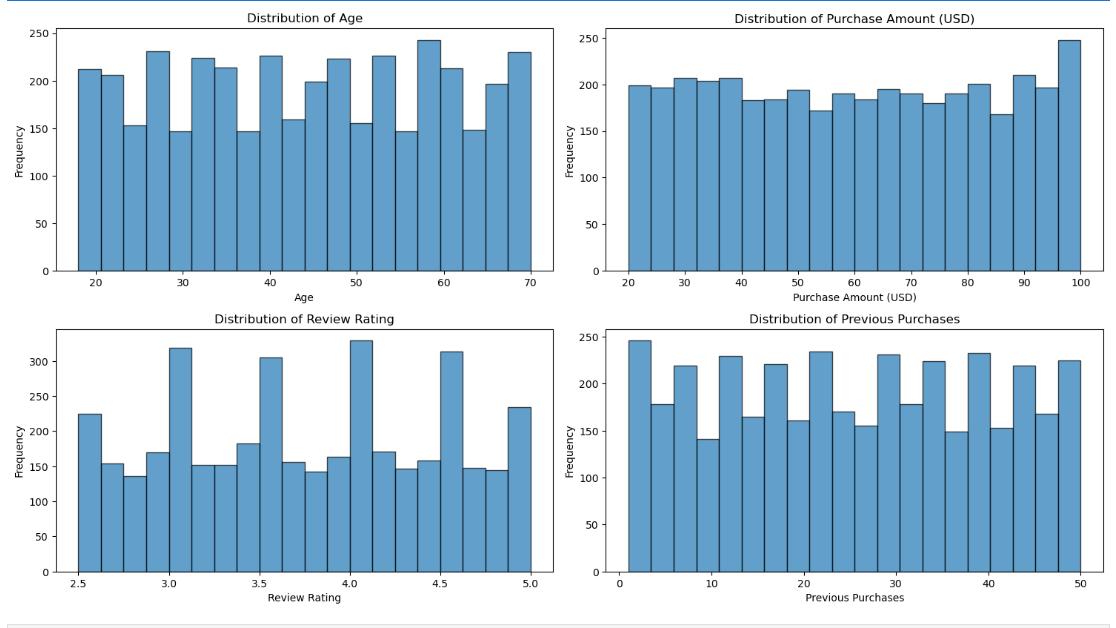 Distribution of Age
Frequency
250
200
150
100
50
0
20 30 40 50 60 70
Age
Distribution of Purchase Amount (USD)
Frequency
250
200
150
100
50
0
20 30 40 50 60 70 80 90 100
Purchase Amount (USD)
Distribution of Review Rating
Frequency
300
250
200
150
100
50
0
2.5 3.0 3.5 4.0 4.5 5.0
Review Rating
Distribution of Previous Purchases
Frequency
250
200
150
100
50
0
0 10 20 30 40 50
Previous Purchases